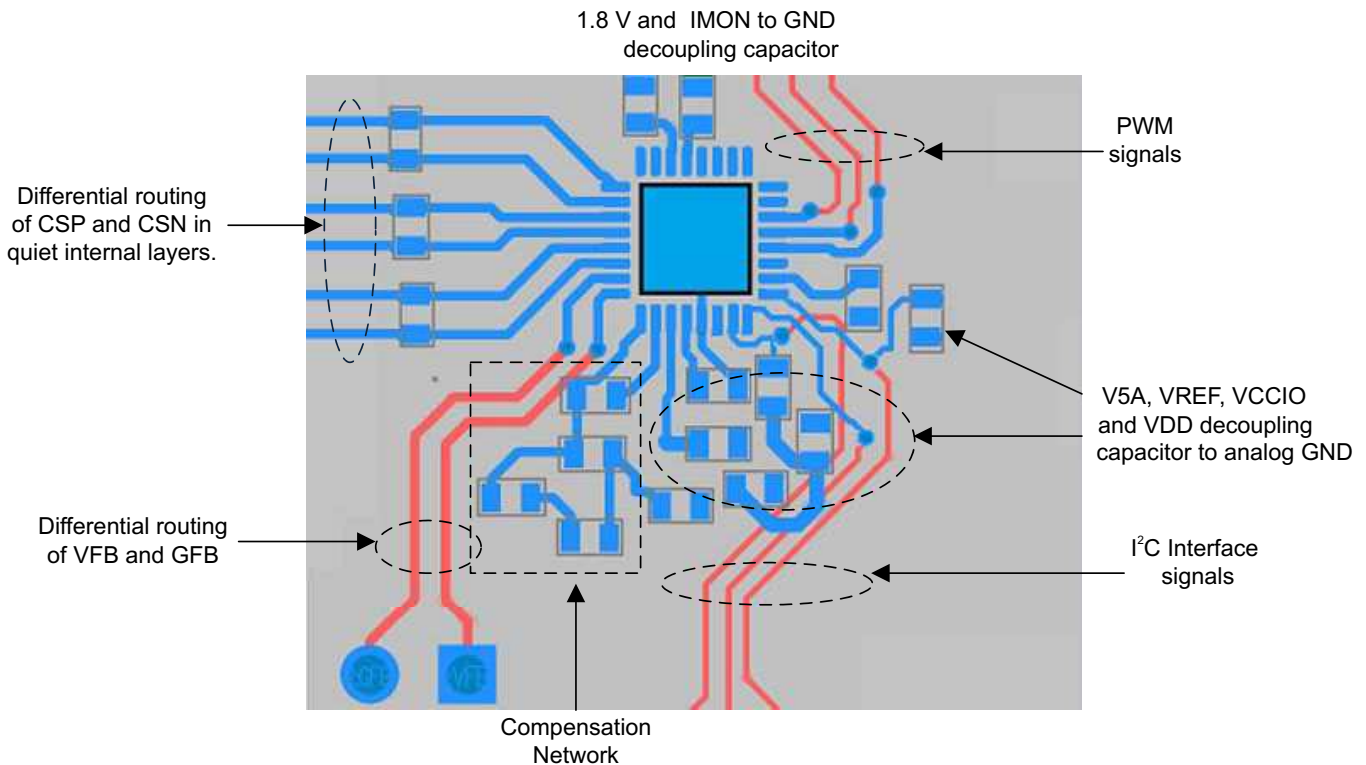 1.8 V and IMON to GND
decoupling capacitor
PWM
signals
Differential routing
of CSP and CSN in
quiet internal layers.
V5A, VREF, VCCIO
and VDD decoupling
capacitor to analog GND
Differential routing
of VFB and GFB
I²C Interface
signals
Compensation
Network